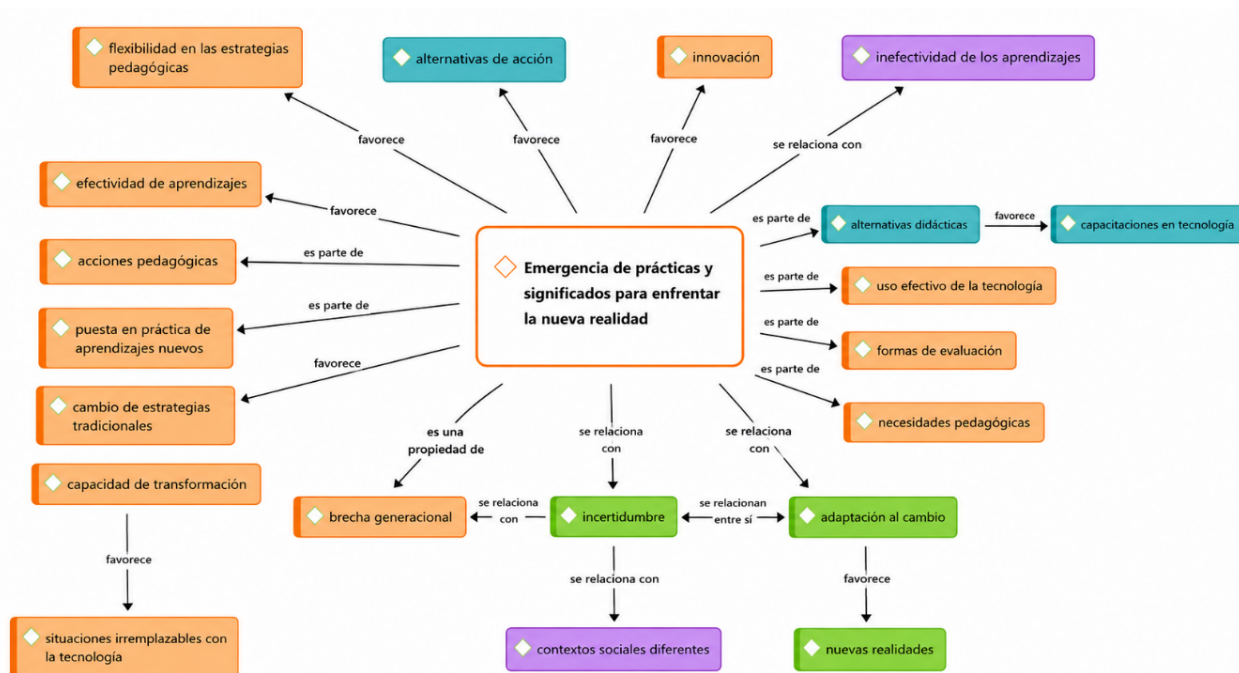 flexibilidad en las estrategias
pedagógicas
alternativas de acción
innovación
inefectividad de los aprendizajes
favorece
favorece
favorece
se relaciona con
efectividad de aprendizajes
favorece
es parte de
alternativas didácticas
favorece
capacitaciones en tecnología
acciones pedagógicas
es parte de
Emergencia de prácticas y
significados para enfrentar
la nueva realidad
es parte de
uso efectivo de la tecnología
puesta en práctica de
aprendizajes nuevos
es parte de
es parte de
formas de evaluación
cambio de estrategias
tradicionales
favorece
es parte de
necesidades pedagógicas
es una
propiedad de
se relaciona
con
se relaciona
con
capacidad de transformación
brecha generacional
se relaciona
con
incertidumbre
se relacionan
entre sí
adaptación al cambio
favorece
se relaciona con
favorece
situaciones irremplazables con
la tecnología
contextos sociales diferentes
nuevas realidades